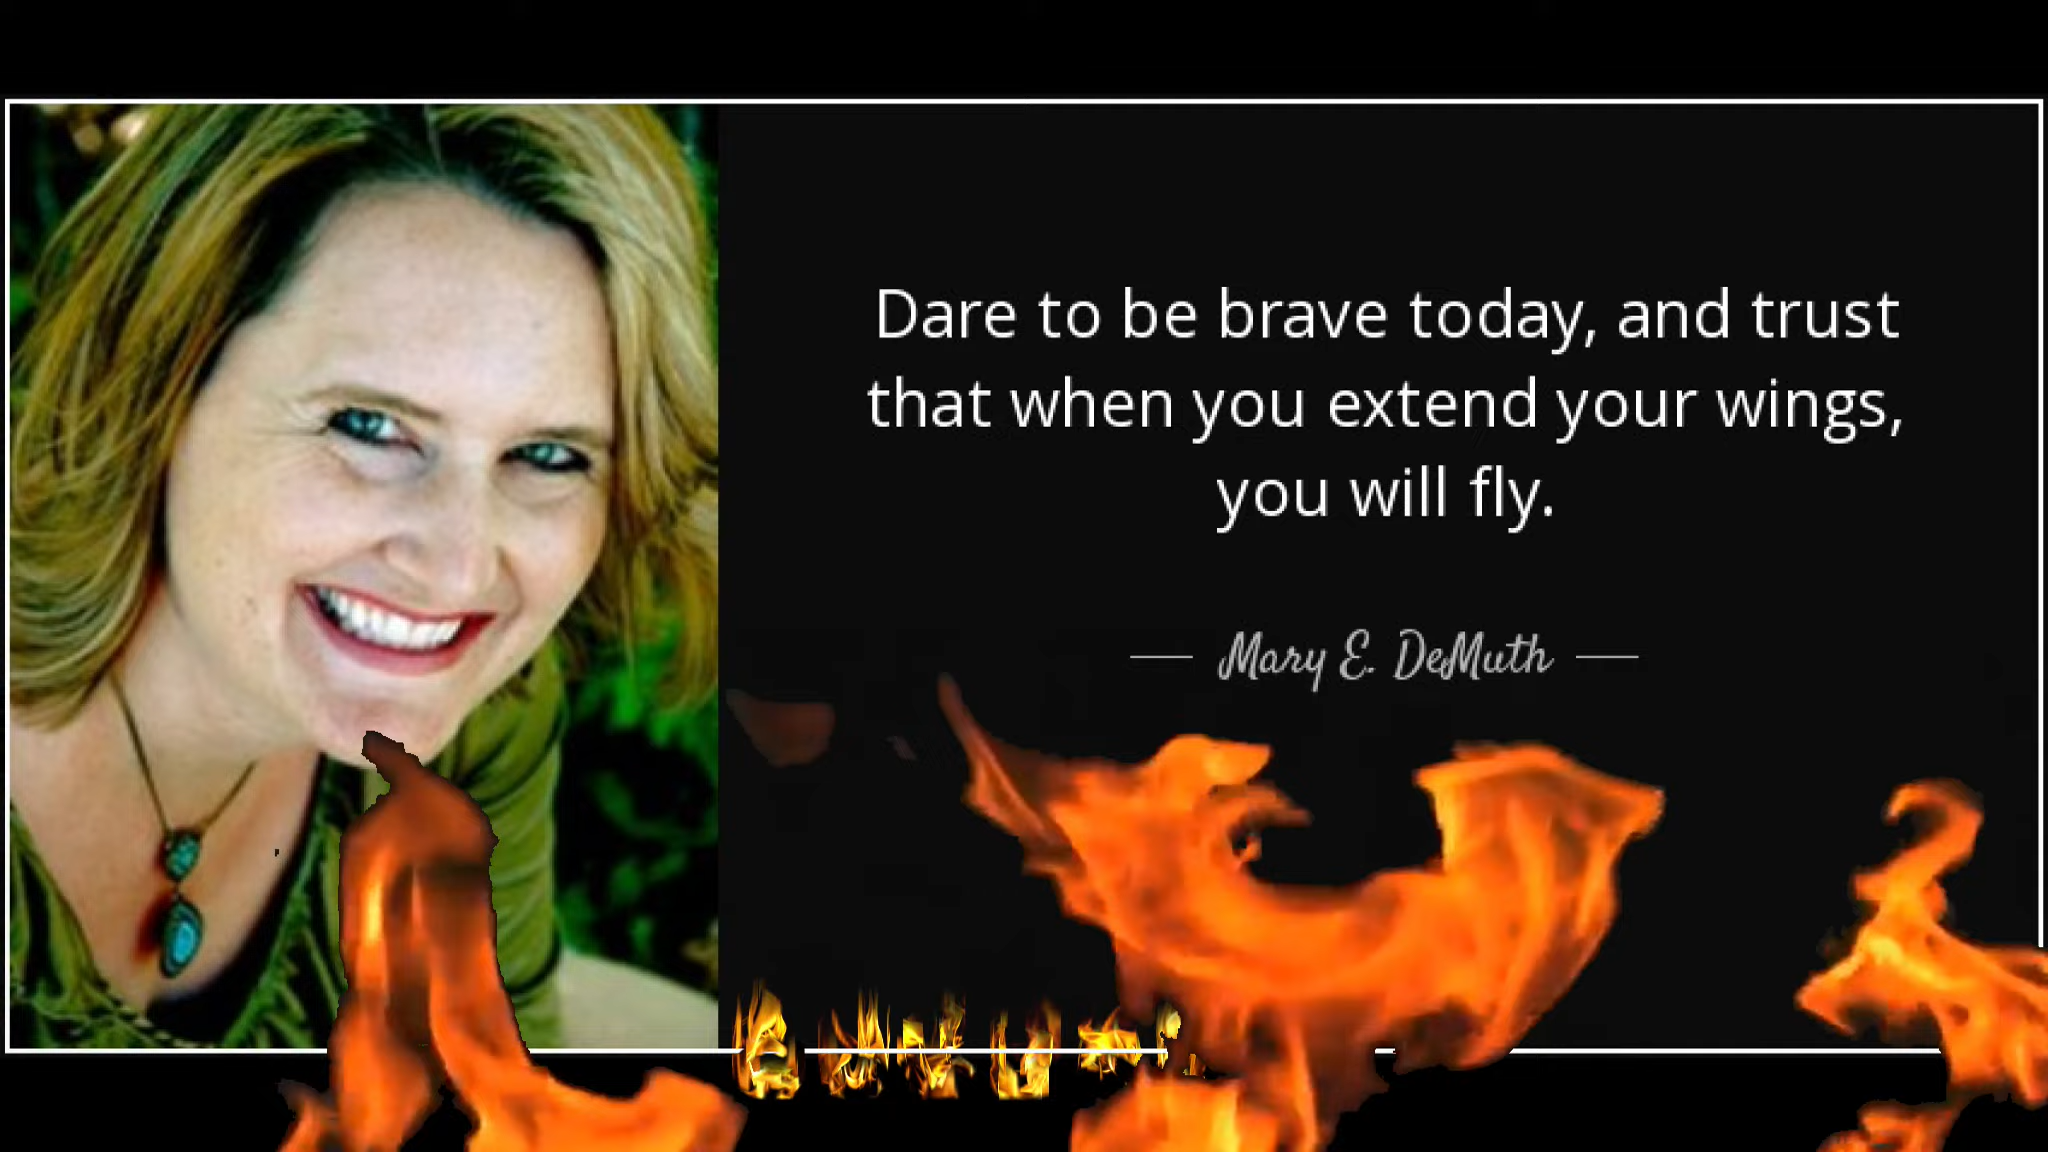 Dare to be brave today, and trust
that when you extend your wings,
you will fly.
Mary E. DeMuth